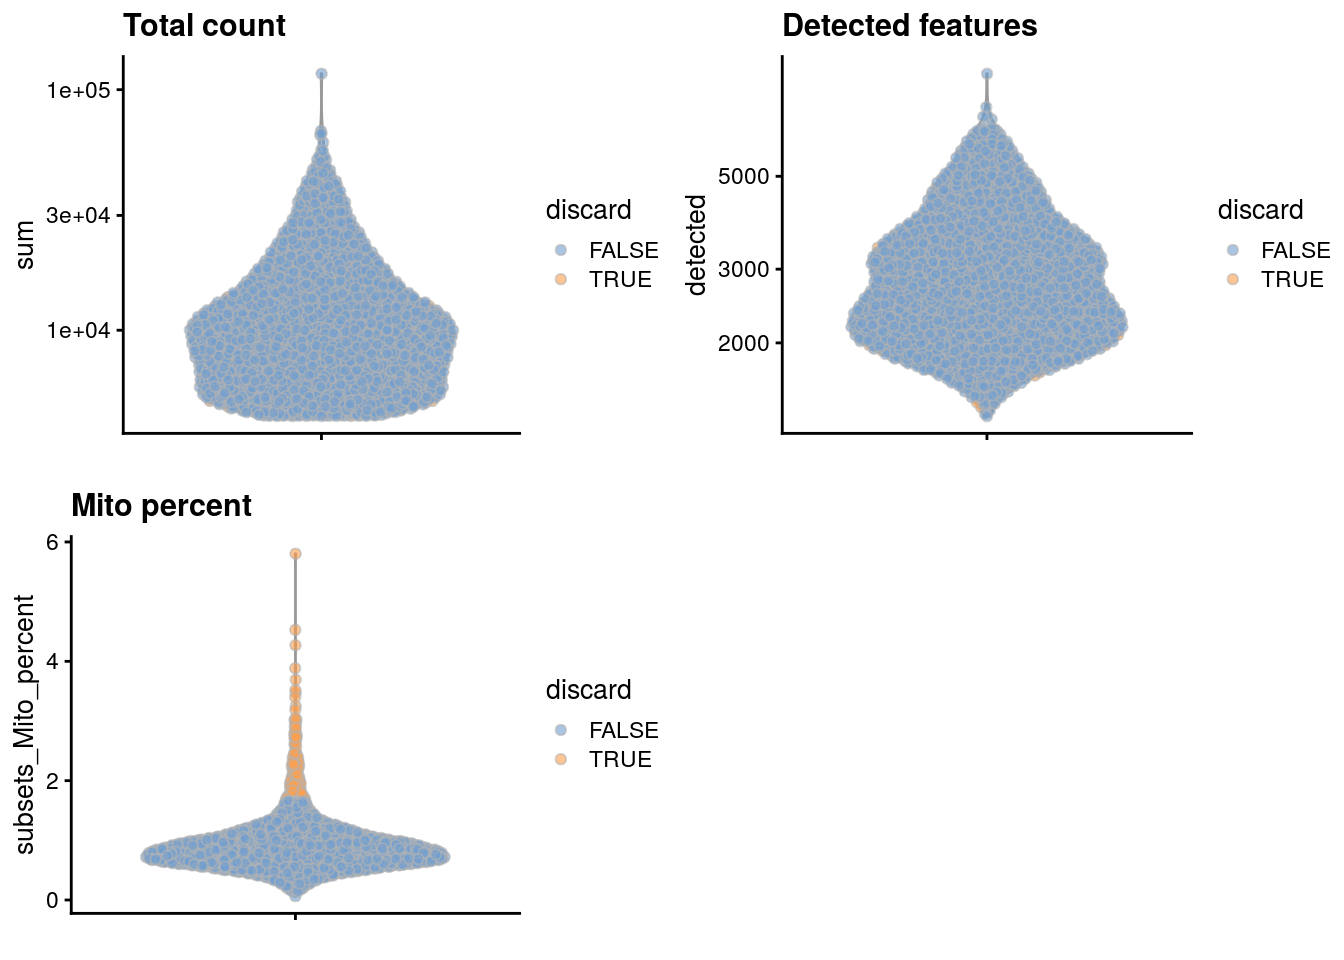 Total count
sum
1e+05
3e+04
1e+04
discard
FALSE
TRUE
Detected features
detected
5000
3000
2000
discard
FALSE
TRUE
Mito percent
subsets_Mito_percent
6
4
2
0
discard
FALSE
TRUE